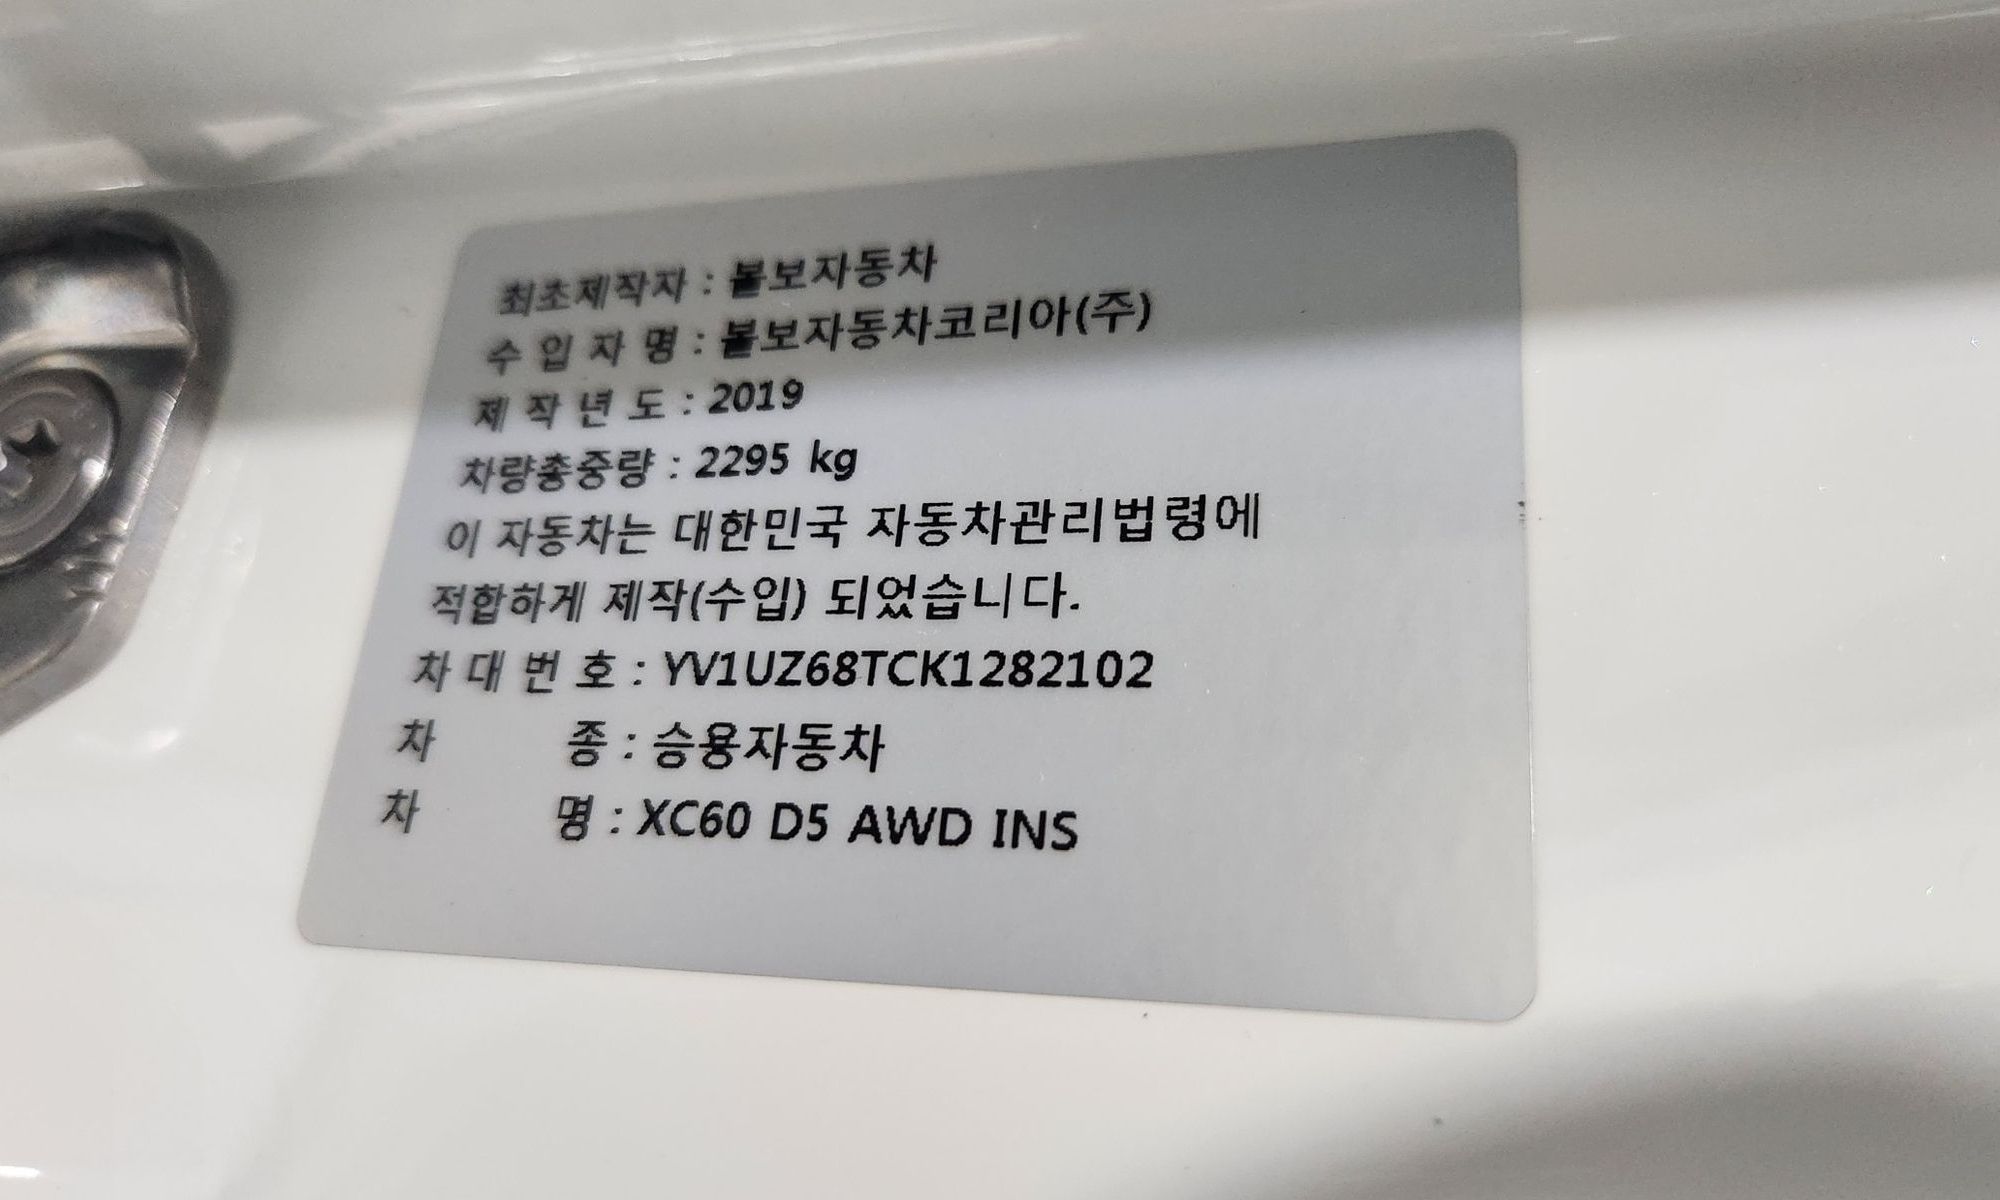 최초제작자 : 볼보자동차
수 입 자 명 : 볼보자동차코리아(주)
제 작 년 도 : 2019
차량총중량 : 2295 kg
이 자동차는 대한민국 자동차관리법령에
적합하게 제작(수입) 되었습니다.
차 대 번 호 : YV1UZ68TCK1282102
차 종 : 승용자동차
차 명 : XC60 D5 AWD INS